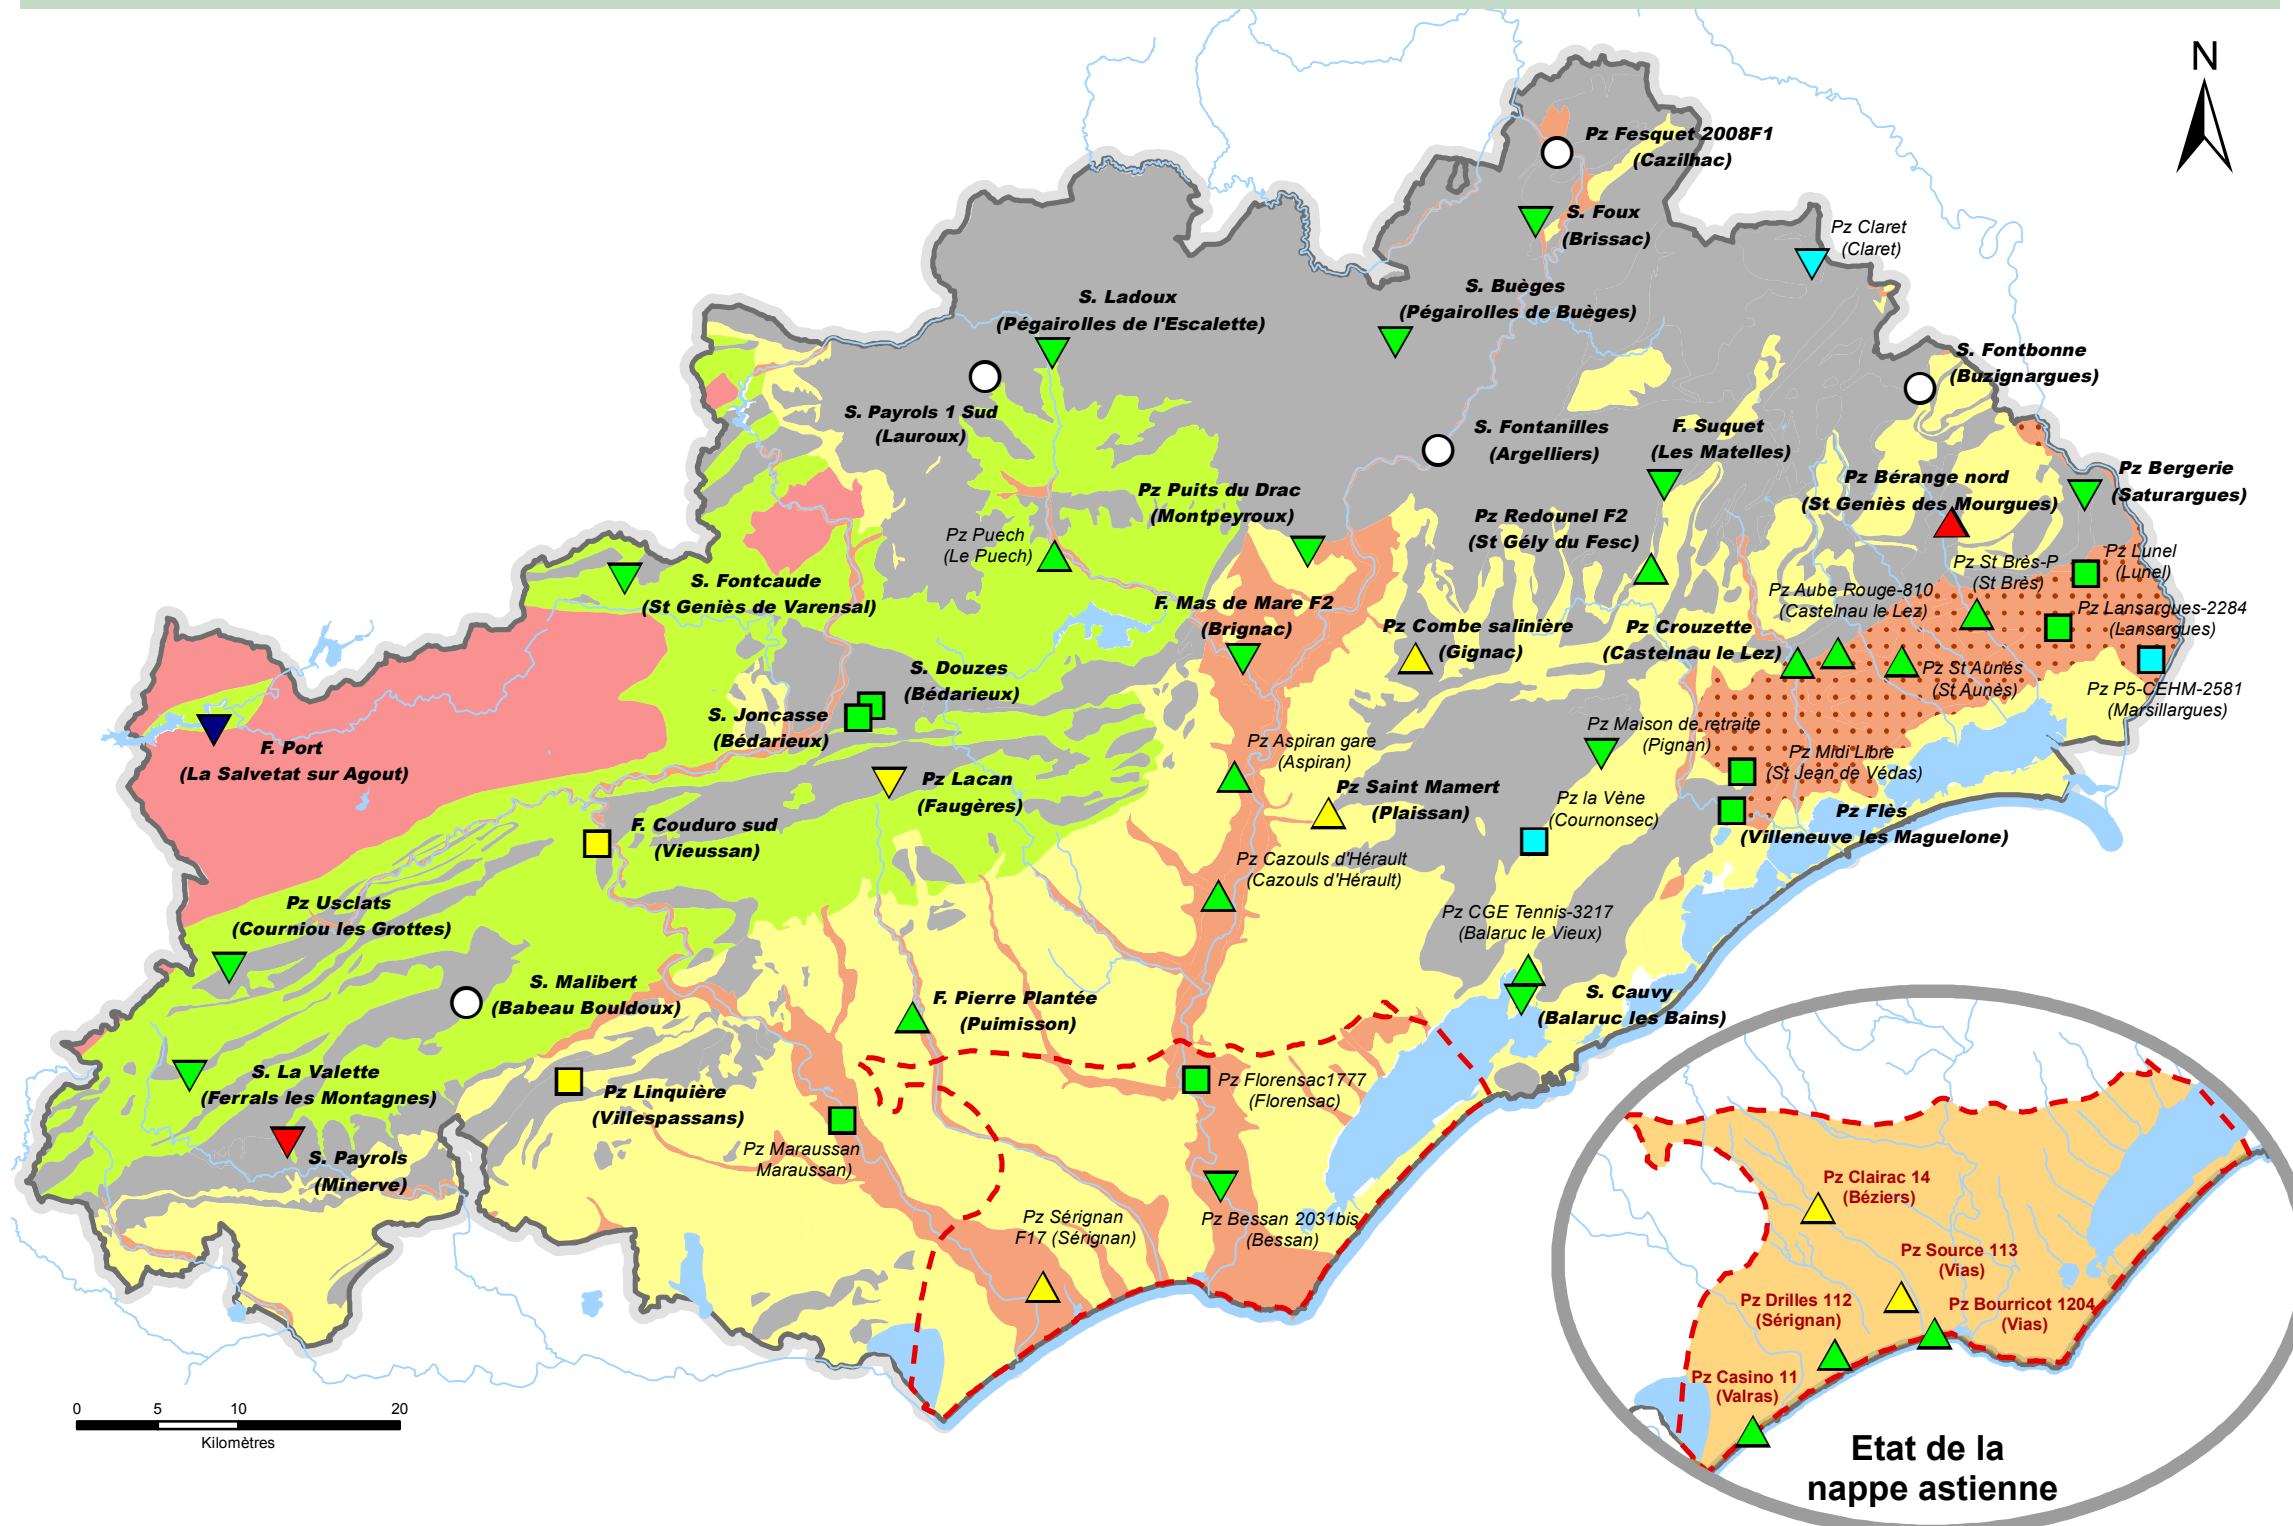 N
Pz Fesquet 2008F1
(Cazilhac)
S. Foux
(Brissac)
Pz Claret
(Claret)
S. Buèges
(Pégairolles de Buèges)
S. Ladoux
(Pégairolles de l'Escalette)
S. Fontbonne
(Buzignargues)
S. Payrols 1 Sud
(Lauroux)
S. Fontanilles
(Argelliers)
F. Suquet
(Les Matelles)
Pz Bérange nord
(St Geniès des Mourgues)
Pz Bergerie
(Saturargues)
Pz Puits du Drac
(Montpeyroux)
Pz Redounel F2
(St Gély du Fesc)
Pz Puech
(Le Puech)
Pz St Brès-P
(St Brès)
Pz Lunel
(Lunel)
S. Fontcaude
(St Geniès de Varensal)
Pz Aube Rouge-810
(Castelnau le Lez)
Pz Lansargues-2284
(Lansargues)
F. Mas de Mare F2
(Brignac)
Pz Combe salinière
(Gignac)
Pz Crouzette
(Castelnau le Lez)
Pz St Aunés
(St Aunès)
S. Douzes
(Bédarieux)
Pz P5-CEHM-2581
(Marsillargues)
S. Joncasse
(Bédarieux)
Pz Maison de retraite
(Pignan)
F. Port
(La Salvetat sur Agout)
Pz Aspiran gare
(Aspiran)
Pz Midi Libre
(St Jean de Védas)
Pz Lacan
(Faugères)
Pz Saint Mamert
(Plaissan)
Pz la Vène
(Cournonsec)
Pz Flès
(Villeneuve les Maguelone)
F. Couduro sud
(Vieussan)
Pz Cazouls d'Hérault
(Cazouls d'Hérault)
Pz Usclats
(Courniou les Grottes)
Pz CGE Tennis-3217
(Balaruc le Vieux)
S. Malibert
(Babeau Bouldoux)
F. Pierre Plantée
(Puimisson)
S. Cauvy
(Balaruc les Bains)
S. La Valette
(Ferrals les Montagnes)
Pz Linquière
(Villespassans)
Pz Florensac1777
(Florensac)
S. Payrols
(Minerve)
Pz Maraussan
Maraussan)
Pz Sérignan
F17 (Sérignan)
Pz Bessan 2031bis
(Bessan)
Pz Clairac 14
(Béziers)
Pz Source 113
(Vias)
Pz Drilles 112
(Sérignan)
Pz Bourricot 1204
(Vias)
Pz Casino 11
(Valras)
0 5 10 20
Kilomètres
Etat de la
nappe astienne